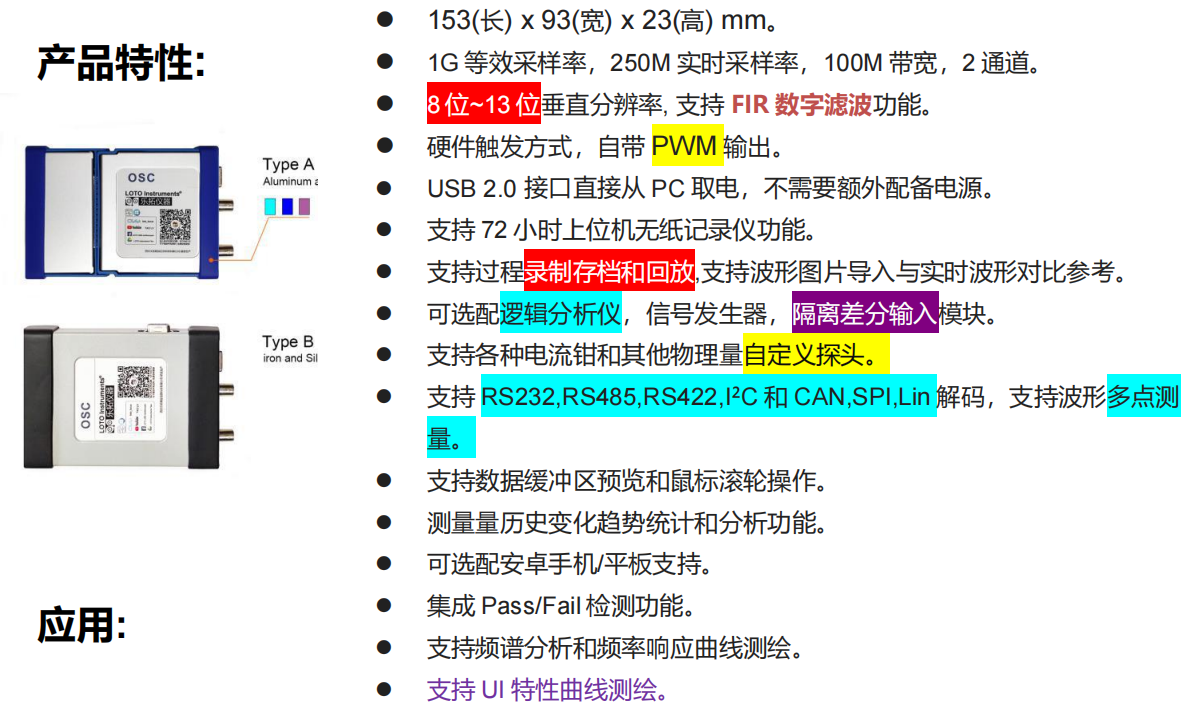 产品特性:
Type A
Aluminum a
OSC
LOTO Instruments®
乐拓仪器
Type B
iron and Sil
OSC
LOTO Instruments®
乐拓仪器
应用:
● 153(长) x 93(宽) x 23(高) mm。
● 1G 等效采样率，250M 实时采样率，100M 带宽，2 通道。
● 8 位~13 位垂直分辨率, 支持 FIR 数字滤波功能。
● 硬件触发方式，自带 PWM 输出。
● USB 2.0 接口直接从 PC 取电，不需要额外配备电源。
● 支持 72 小时上位机无纸记录仪功能。
● 支持过程录制存档和回放,支持波形图片导入与实时波形对比参考。
● 可选配逻辑分析仪，信号发生器，隔离差分输入模块。
● 支持各种电流钳和其他物理量自定义探头。
● 支持 RS232,RS485,RS422,I²C 和 CAN,SPI,Lin 解码，支持波形多点测
量。
● 支持数据缓冲区预览和鼠标滚轮操作。
● 测量量历史变化趋势统计和分析功能。
● 可选配安卓手机/平板支持。
● 集成 Pass/Fail 检测功能。
● 支持频谱分析和频率响应曲线测绘。
● 支持 UI 特性曲线测绘。